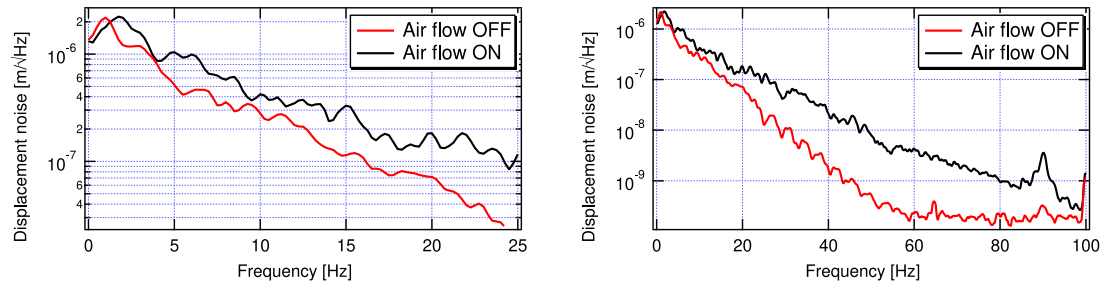 Displacement noise [m/√Hz]
2
10⁻⁶
6
4
2
10⁻⁷
8
6
4
0 5 10 15 20 25
Frequency [Hz]
Air flow OFF
Air flow ON
Displacement noise [m/√Hz]
10⁻⁶
10⁻⁷
10⁻⁸
10⁻⁹
0 20 40 60 80 100
Frequency [Hz]
Air flow OFF
Air flow ON